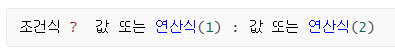 조건식 ? 값 또는 연산식(1) : 값 또는 연산식(2)